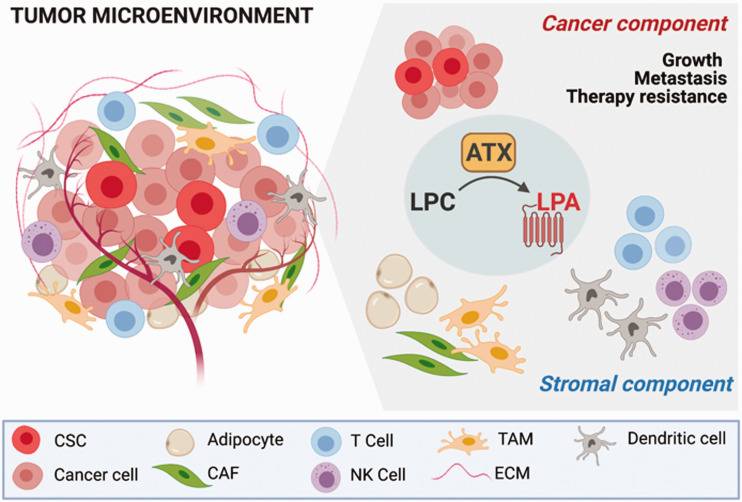 TUMOR MICROENVIRONMENT
Cancer component
Growth
Metastasis
Therapy resistance
ATX
LPC
LPA
Stromal component
CSC
Adipocyte
T Cell
TAM
Dendritic cell
Cancer cell
CAF
NK Cell
ECM